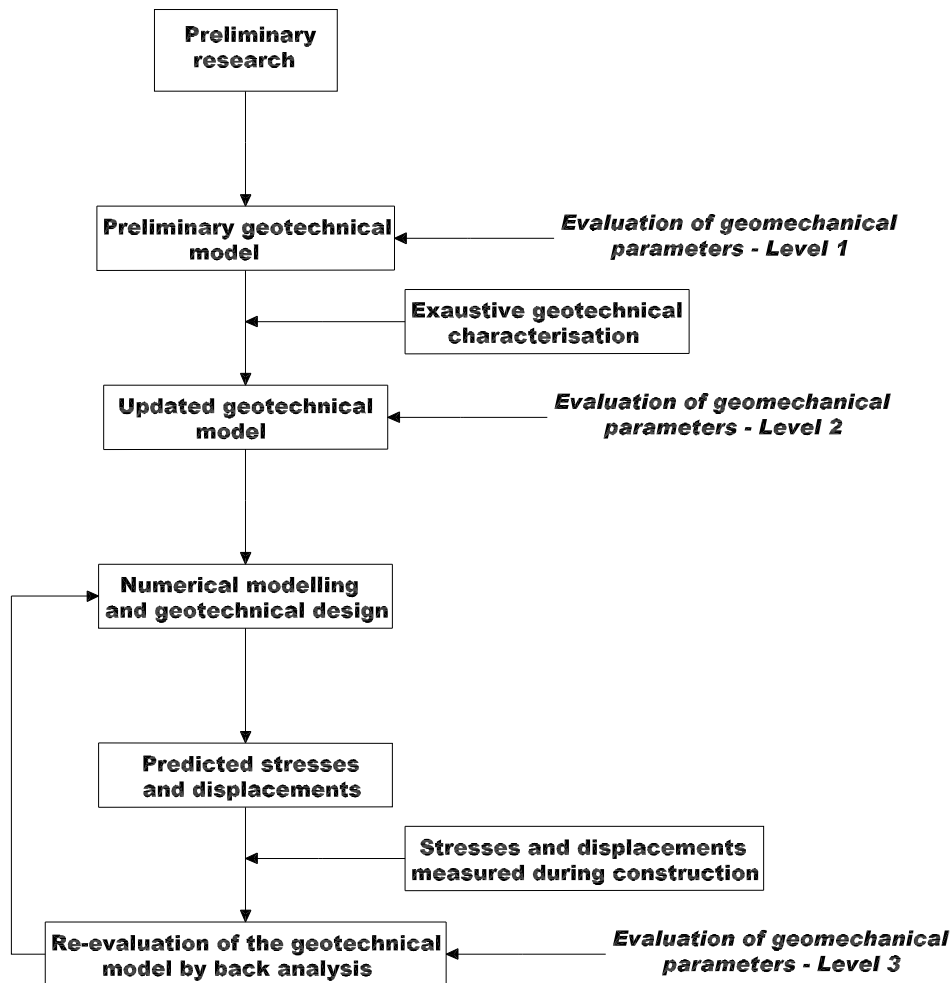 Preliminary
research
Preliminary geotechnical
model
Evaluation of geomechanical
parameters - Level 1
Exaustive geotechnical
characterisation
Updated geotechnical
model
Evaluation of geomechanical
parameters - Level 2
Numerical modelling
and geotechnical design
Predicted stresses
and displacements
Stresses and displacements
measured during construction
Re-evaluation of the geotechnical
model by back analysis
Evaluation of geomechanical
parameters - Level 3